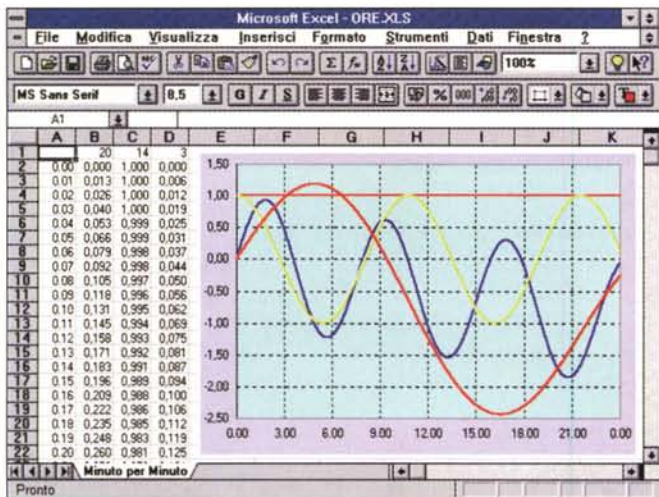 Microsoft Excel - ORE.XLS
File Modifica Visualizza Inserisci Formato Strumenti Dati Finestra ?
100%
MS Sans Serif 8,5 G I S % 000
A1
A B C D E F G H I J K
1 20 14 3
2 0.00 0,000 1,000 0,000
3 0.01 0,013 1,000 0,006
4 0.02 0,026 1,000 0,012
5 0.03 0,040 1,000 0,019
6 0.04 0,053 0,999 0,025
7 0.05 0,066 0,999 0,031
8 0.06 0,079 0,998 0,037
9 0.07 0,092 0,998 0,044
10 0.08 0,105 0,997 0,050
11 0.09 0,118 0,996 0,056
12 0.10 0,131 0,995 0,062
13 0.11 0,145 0,994 0,069
14 0.12 0,158 0,993 0,075
15 0.13 0,171 0,992 0,081
16 0.14 0,183 0,991 0,087
17 0.15 0,196 0,989 0,094
18 0.16 0,209 0,988 0,100
19 0.17 0,222 0,986 0,106
20 0.18 0,235 0,985 0,112
21 0.19 0,248 0,983 0,119
22 0.20 0,260 0,981 0,125
1,50
1,00
0,50
0,00
-0,50
-1,00
-1,50
-2,00
-2,50
0.00 3.00 6.00 9.00 12.00 15.00 18.00 21.00 0.00
Minuto per Minuto
Pronto